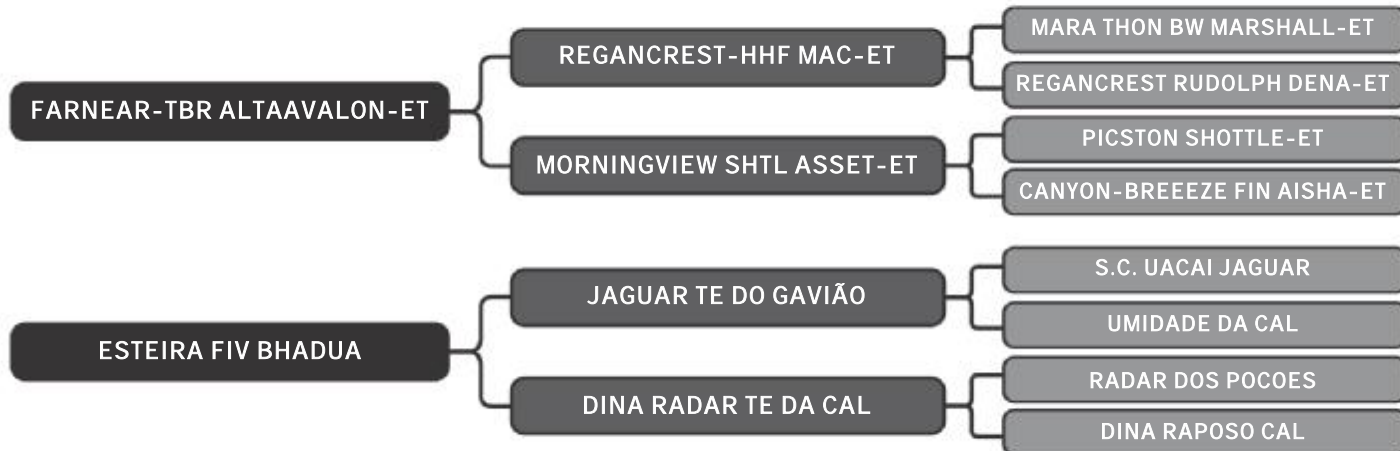 FARNEAR-TBR ALTAAVALON-ET
REGANCREST-HHF MAC-ET
MARA THON BW MARSHALL-ET
REGANCREST RUDOLPH DENA-ET
MORNINGVIEW SHTL ASSET-ET
PICSTON SHOTTLE-ET
CANYON-BREEEZE FIN AISHA-ET
ESTEIRA FIV BHADUA
JAGUAR TE DO GAVIÃO
S.C. UACAI JAGUAR
UMIDADE DA CAL
DINA RADAR TE DA CAL
RADAR DOS POCOES
DINA RAPOSO CAL